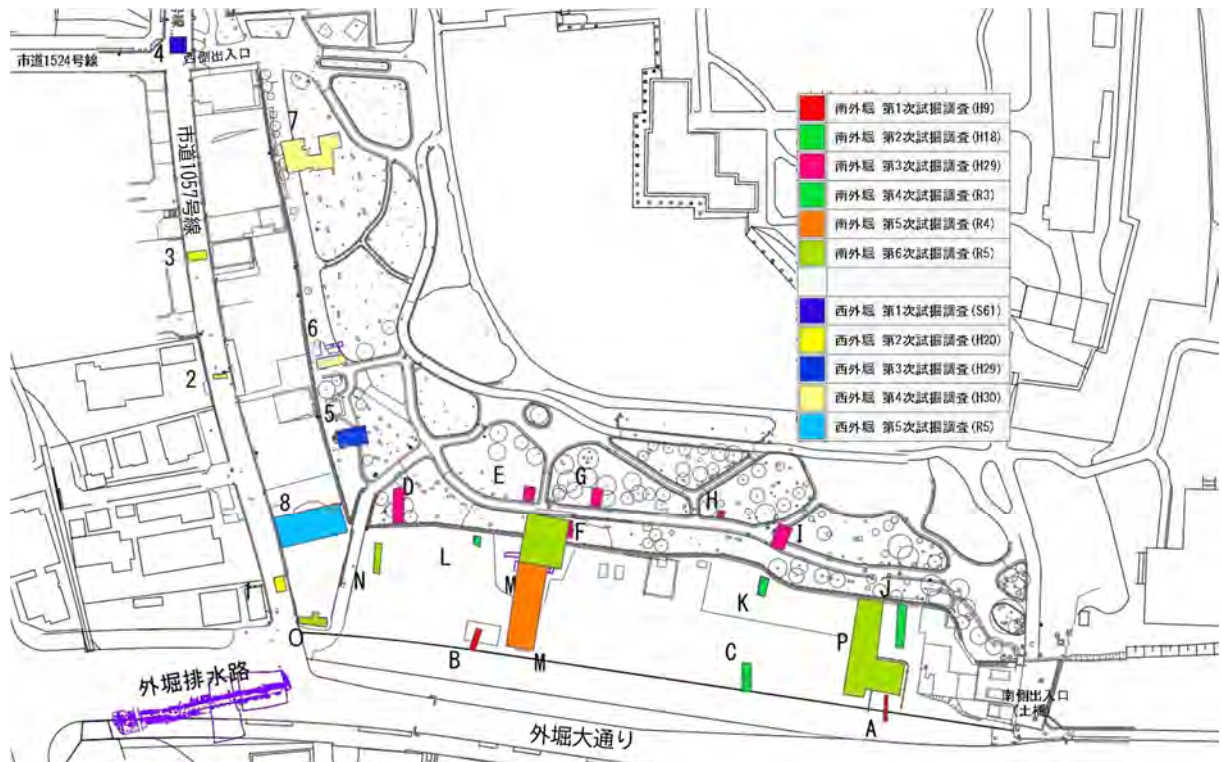 4
西側出入口
市道1524号線
7
市道1057号線
3
南外堀 第1次試掘調査(H9)
南外堀 第2次試掘調査(H18)
南外堀 第3次試掘調査(H29)
南外堀 第4次試掘調査(R3)
南外堀 第5次試掘調査(R4)
南外堀 第6次試掘調査(R5)
西外堀 第1次試掘調査(S61)
西外堀 第2次試掘調査(H20)
西外堀 第3次試掘調査(H29)
西外堀 第4次試掘調査(H30)
西外堀 第5次試掘調査(R5)
6
2
5
D
E
G
H
8
F
I
L
N
M
K
J
1
O
B
M
C
P
A
外堀排水路
外堀大通り
南側出入口
(土橋)